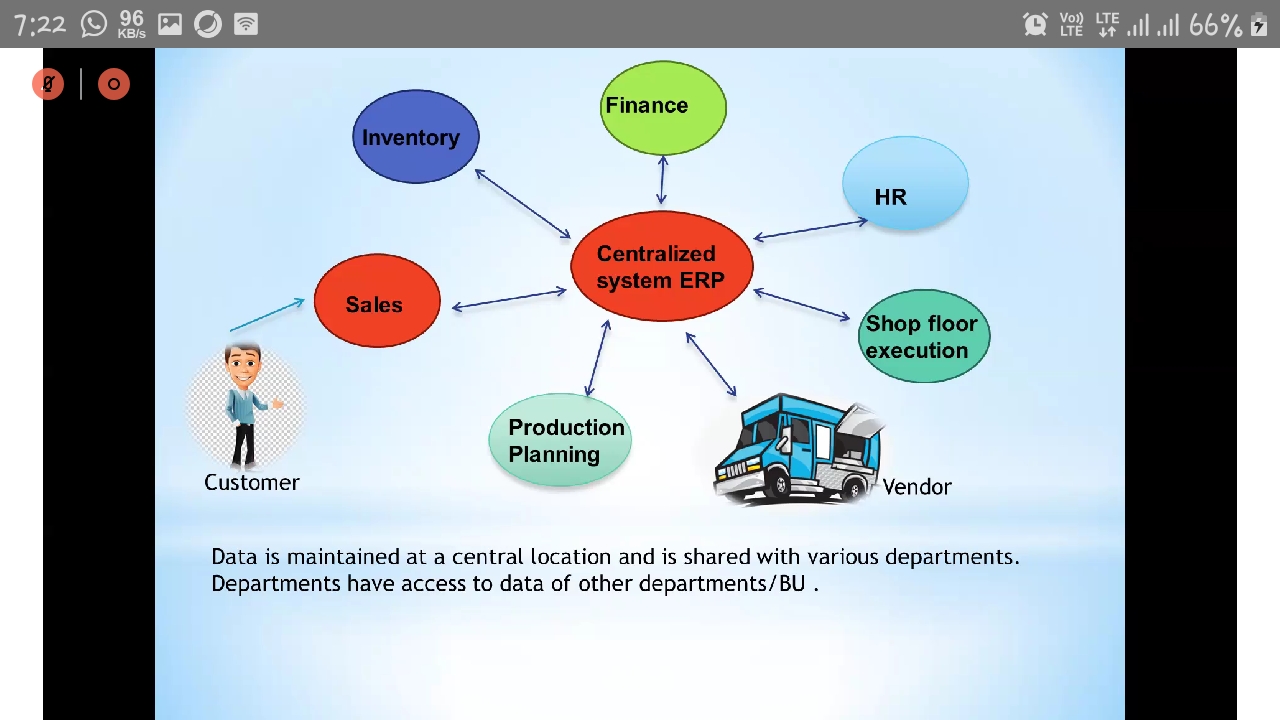 7:22 96 KB/s Vo)) LTE LTE 66%
Finance
Inventory
HR
Centralized
system ERP
Sales
Shop floor
execution
Production
Planning
Customer
Vendor
Data is maintained at a central location and is shared with various departments.
Departments have access to data of other departments/BU .